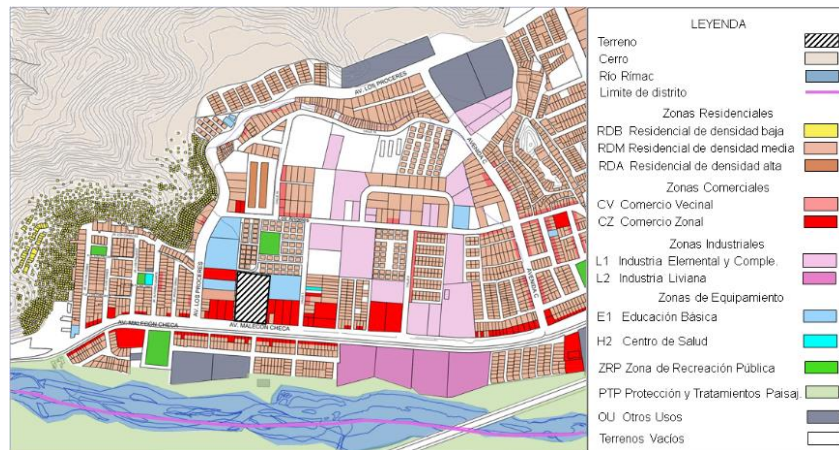 LEYENDA
Terreno
Cerro
Río Rímac
Límite de distrito
Zonas Residenciales
RDB Residencial de densidad baja
RDM Residencial de densidad media
RDA Residencial de densidad alta
Zonas Comerciales
CV Comercio Vecinal
CZ Comercio Zonal
Zonas Industriales
L1 Industria Elemental y Comple.
L2 Industria Liviana
Zonas de Equipamiento
E1 Educación Básica
H2 Centro de Salud
ZRP Zona de Recreación Pública
PTP Protección y Tratamientos Paisaj.
OU Otros Usos
Terrenos Vacíos
AV. LOS PROCERES
AVENIDA C
AV. LOS PROCERES
AVENIDA C
AV. MALECON CHECA
AV. MALECON CHECA